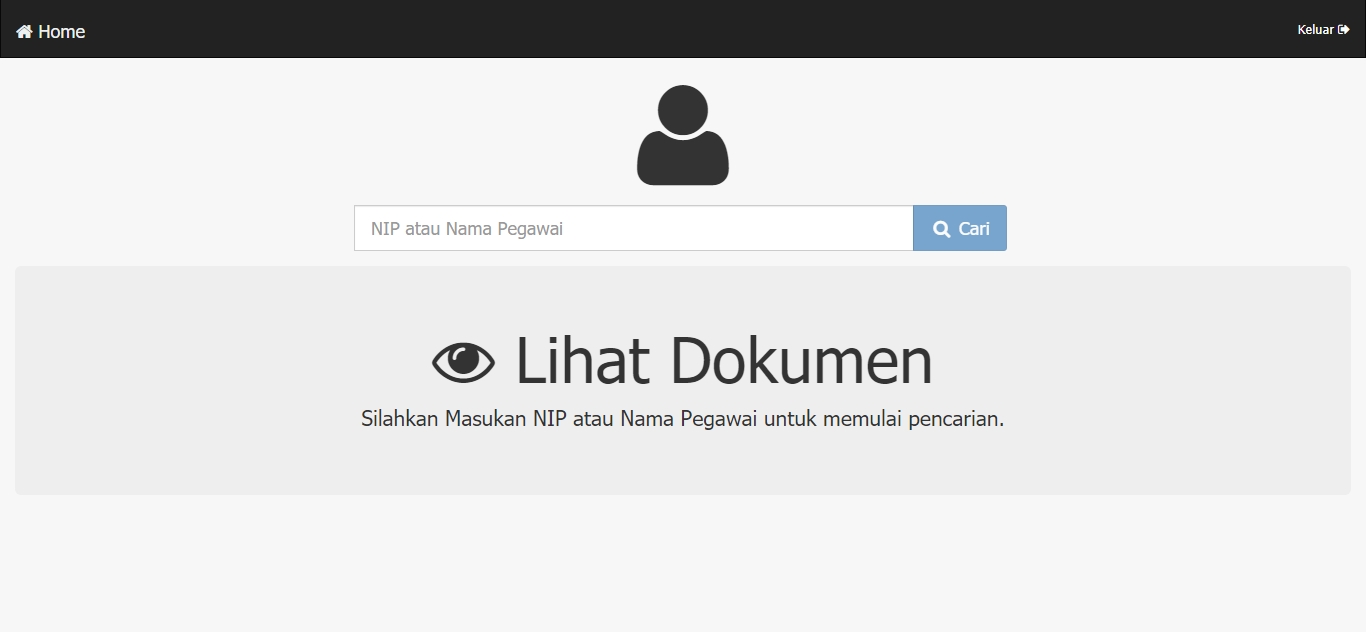 Home
Keluar
NIP atau Nama Pegawai
Cari
Lihat Dokumen
Silahkan Masukan NIP atau Nama Pegawai untuk memulai pencarian.